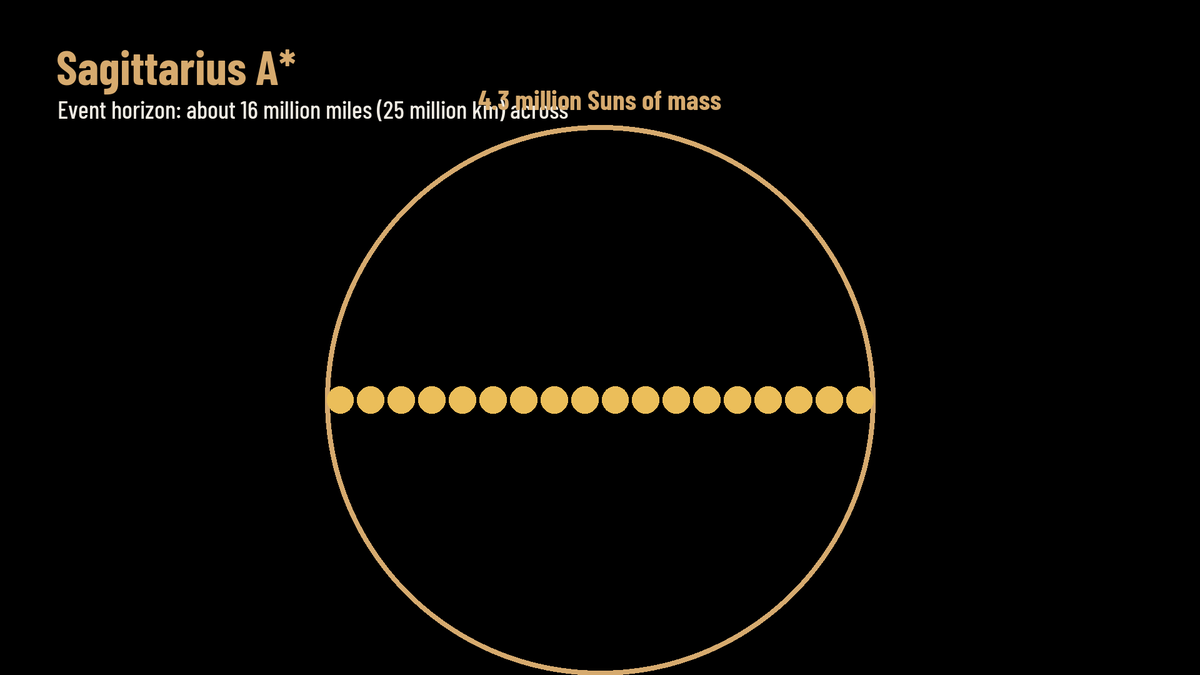 Sagittarius A*
4.3 million Suns of mass
Event horizon: about 16 million miles (25 million km) across